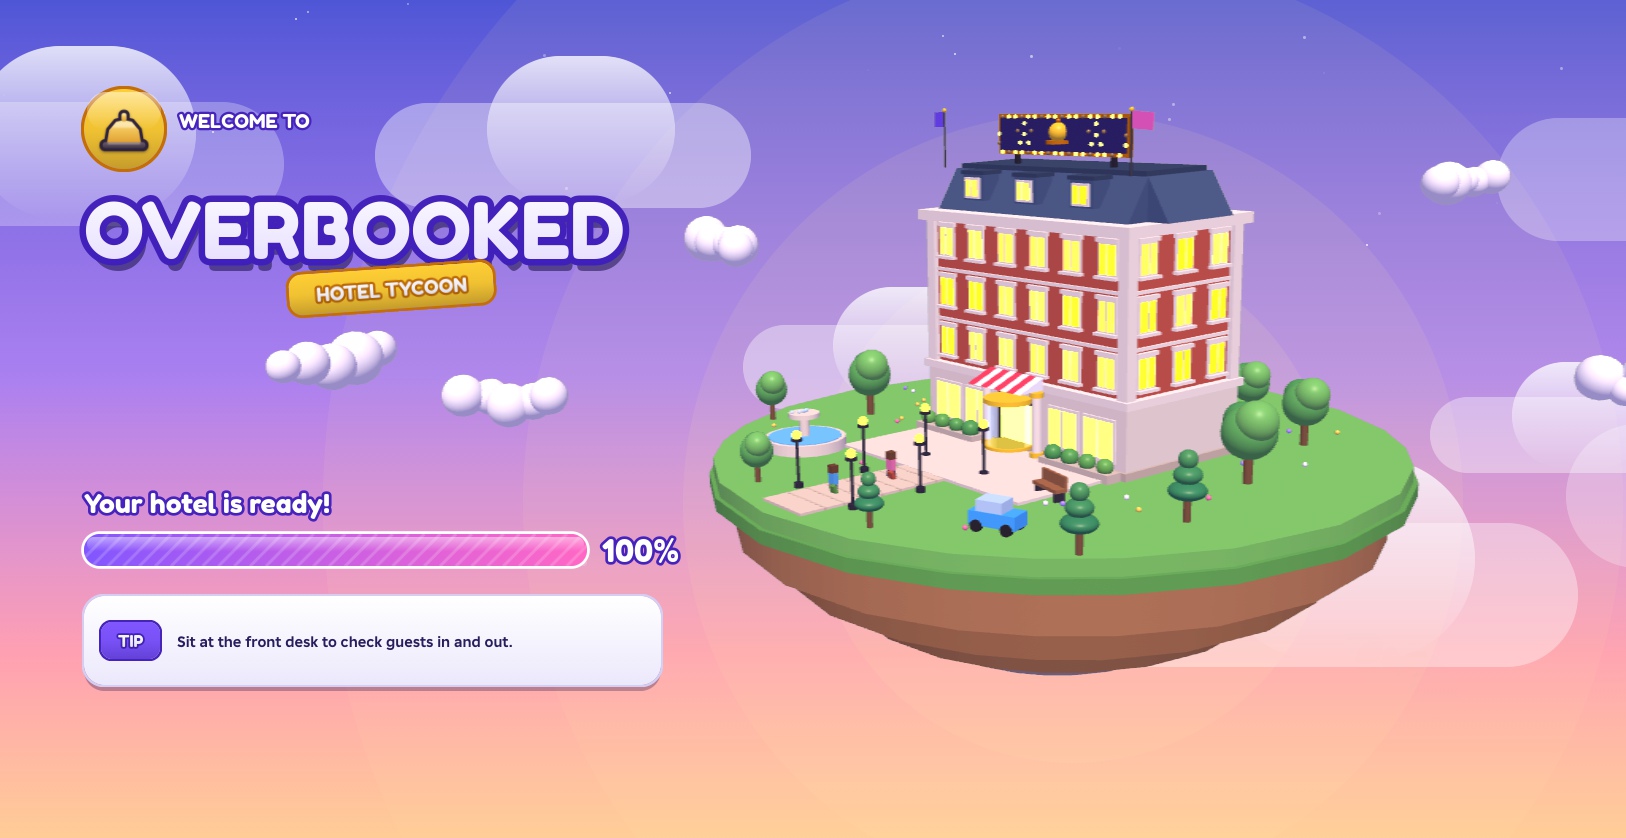 WELCOME TO
OVERBOOKED
HOTEL TYCOON
Your hotel is ready!
100%
TIP
Sit at the front desk to check guests in and out.